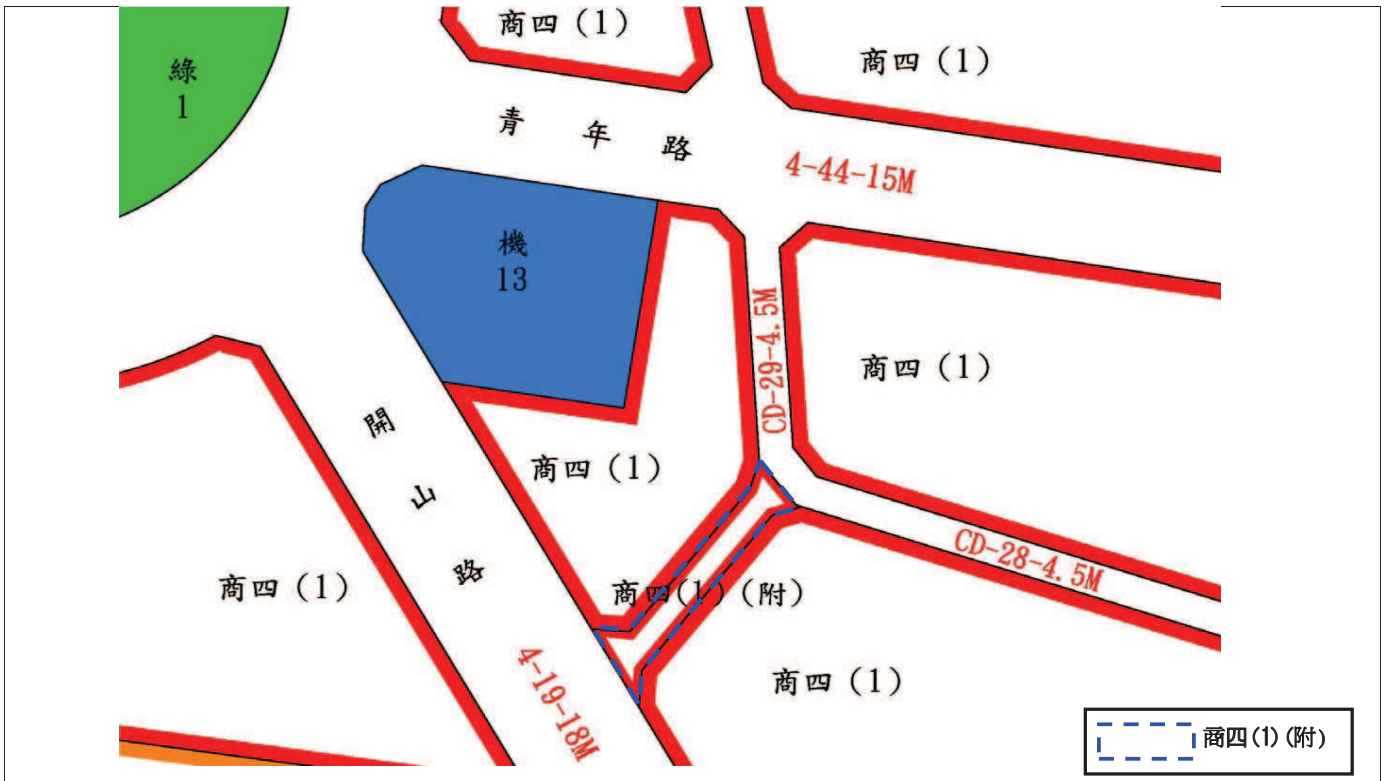 商四（1）
綠
1
商四（1）
青年路
4-44-15M
機
13
CD-29-4.5M
商四（1）
開山路
商四（1）
CD-28-4.5M
商四（1）
商四(1)（附）
4-19-18M
商四（1）
商四(1)(附)